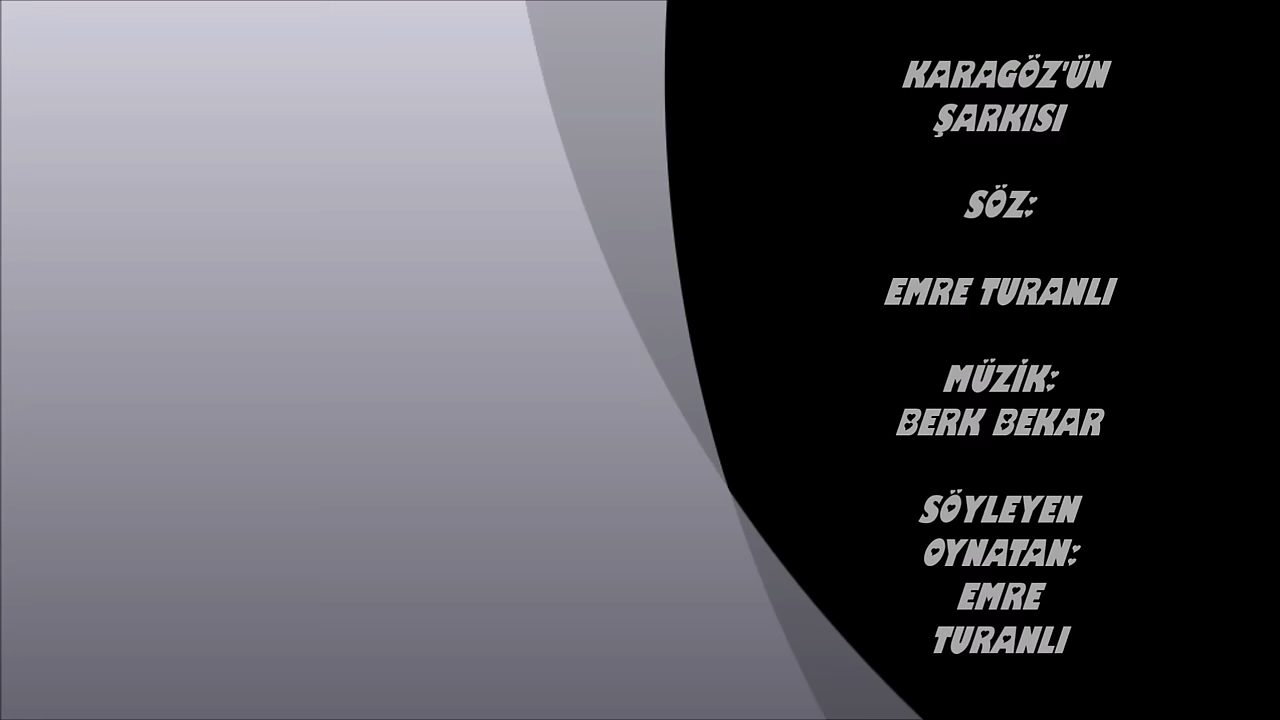 KARAGÖZ'ÜN
ŞARKISI
SÖZ:
EMRE TURANLI
MÜZİK:
BERK BEKAR
SÖYLEYEN
OYNATAN:
EMRE
TURANLI